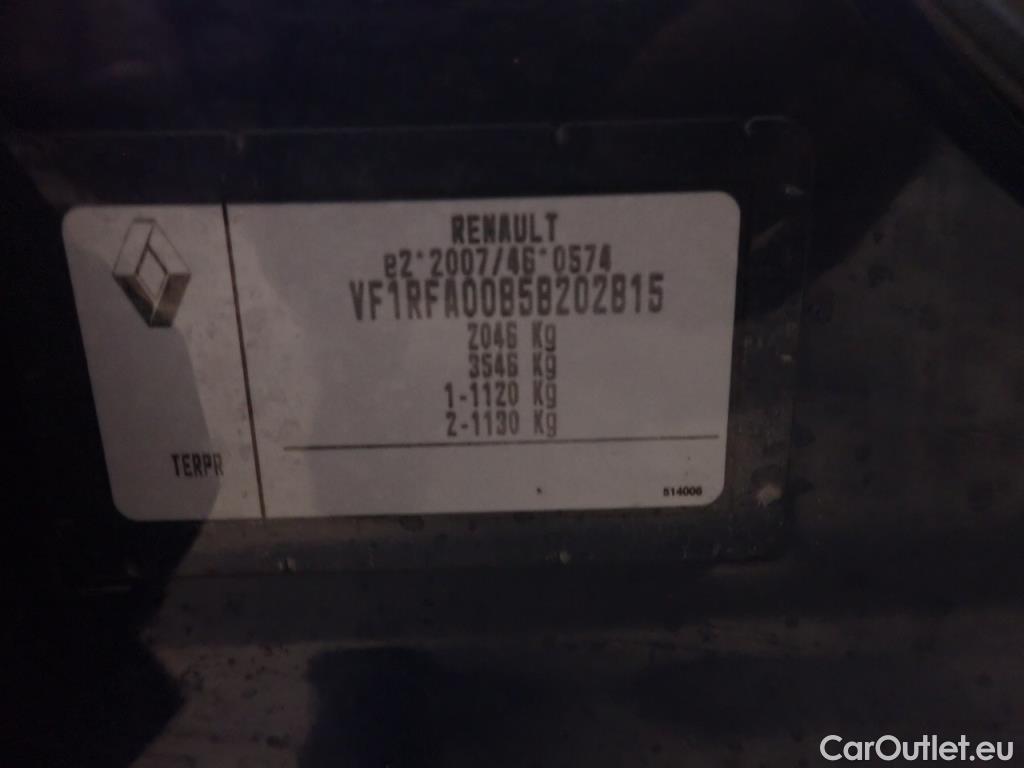 RENAULT
e2*2007/46*0574
VF1RFA00858202815
2046 Kg
3546 Kg
1-1120 Kg
2-1130 Kg
TERPR
514006
CarOutlet.eu